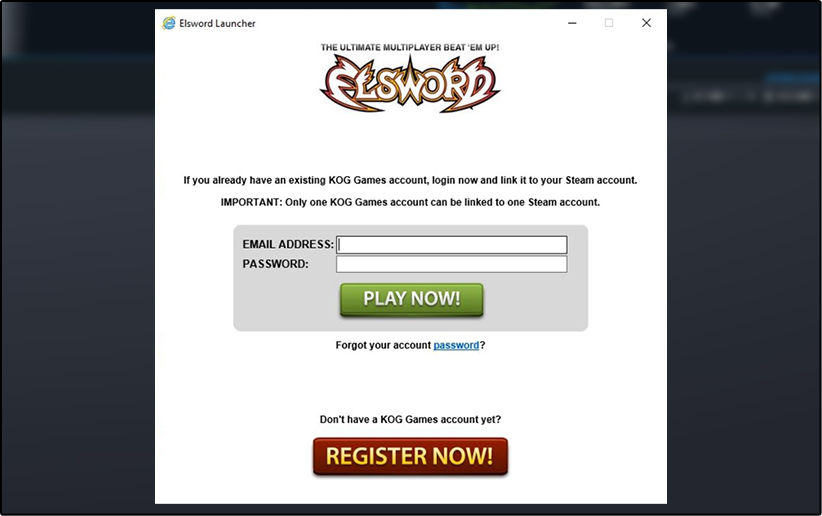 Elsword Launcher
THE ULTIMATE MULTIPLAYER BEAT 'EM UP!
ELSWORD
If you already have an existing KOG Games account, login now and link it to your Steam account.
IMPORTANT: Only one KOG Games account can be linked to one Steam account.
EMAIL ADDRESS:
PASSWORD:
PLAY NOW!
Forgot your account password?
Don't have a KOG Games account yet?
REGISTER NOW!